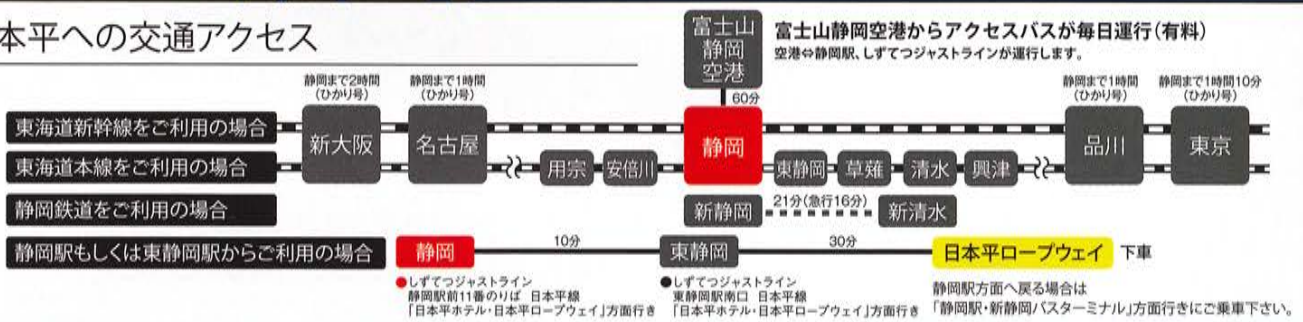 本平への交通アクセス
富士山
静岡
空港
富士山静岡空港からアクセスバスが毎日運行(有料)
空港⇔静岡駅、しずてつジャストラインが運行します。
60分
静岡まで2時間
(ひかり号)
静岡まで1時間
(ひかり号)
静岡まで1時間
(ひかり号)
静岡まで1時間10分
(ひかり号)
東海道新幹線をご利用の場合
東海道本線をご利用の場合
新大阪
名古屋
用宗
安倍川
静岡
東静岡
草薙
清水
興津
品川
東京
静岡鉄道をご利用の場合
新静岡
21分(急行16分)
新清水
静岡駅もしくは東静岡駅からご利用の場合
静岡
10分
東静岡
30分
日本平ロープウェイ 下車
●しずてつジャストライン
静岡駅前11番のりば 日本平線
「日本平ホテル・日本平ロープウェイ」方面行き
●しずてつジャストライン
東静岡駅南口 日本平線
「日本平ホテル・日本平ロープウェイ」方面行き
静岡駅方面へ戻る場合は
「静岡駅・新静岡バスターミナル」方面行きにご乗車下さい。